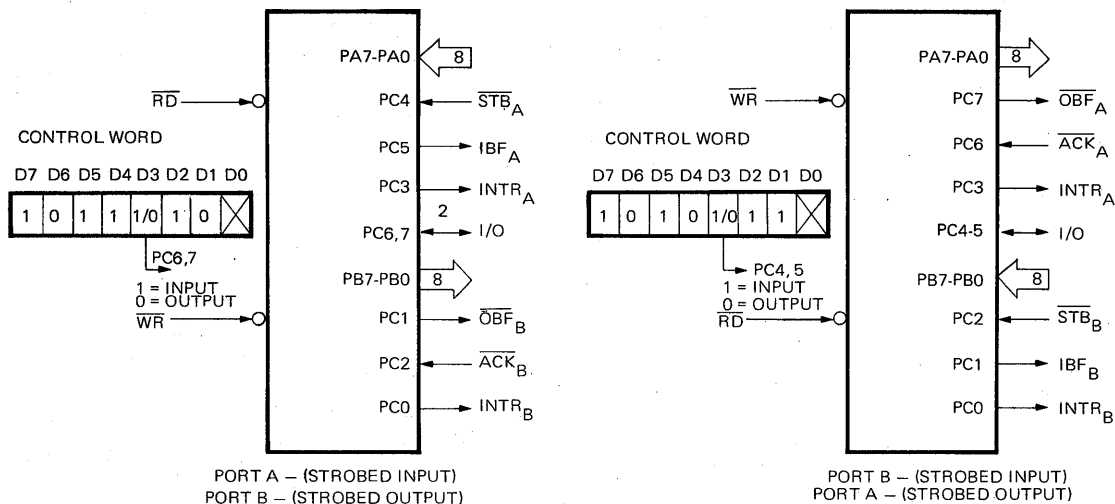 PA7-PA0 8
RD
PC4 STBA
CONTROL WORD
PC5 IBFA
D7 D6 D5 D4 D3 D2 D1 D0
PC3 INTRA
1 0 1 1 1/0 1 0 X
2
PC6,7 I/O
PC6,7
1 = INPUT
0 = OUTPUT
PB7-PB0 8
WR
PC1 OBFB
PC2 ACKB
PC0 INTRB
PORT A – (STROBED INPUT)
PORT B – (STROBED OUTPUT)
PA7-PA0 8
WR
PC7 OBFA
CONTROL WORD
PC6 ACKA
D7 D6 D5 D4 D3 D2 D1 D0
PC3 INTRA
1 0 1 0 1/0 1 1 X
PC4-5 I/O
PC4, 5
1 = INPUT
0 = OUTPUT
PB7-PB0 8
RD
PC2 STBB
PC1 IBFB
PC0 INTRB
PORT B – (STROBED INPUT)
PORT A – (STROBED OUTPUT)